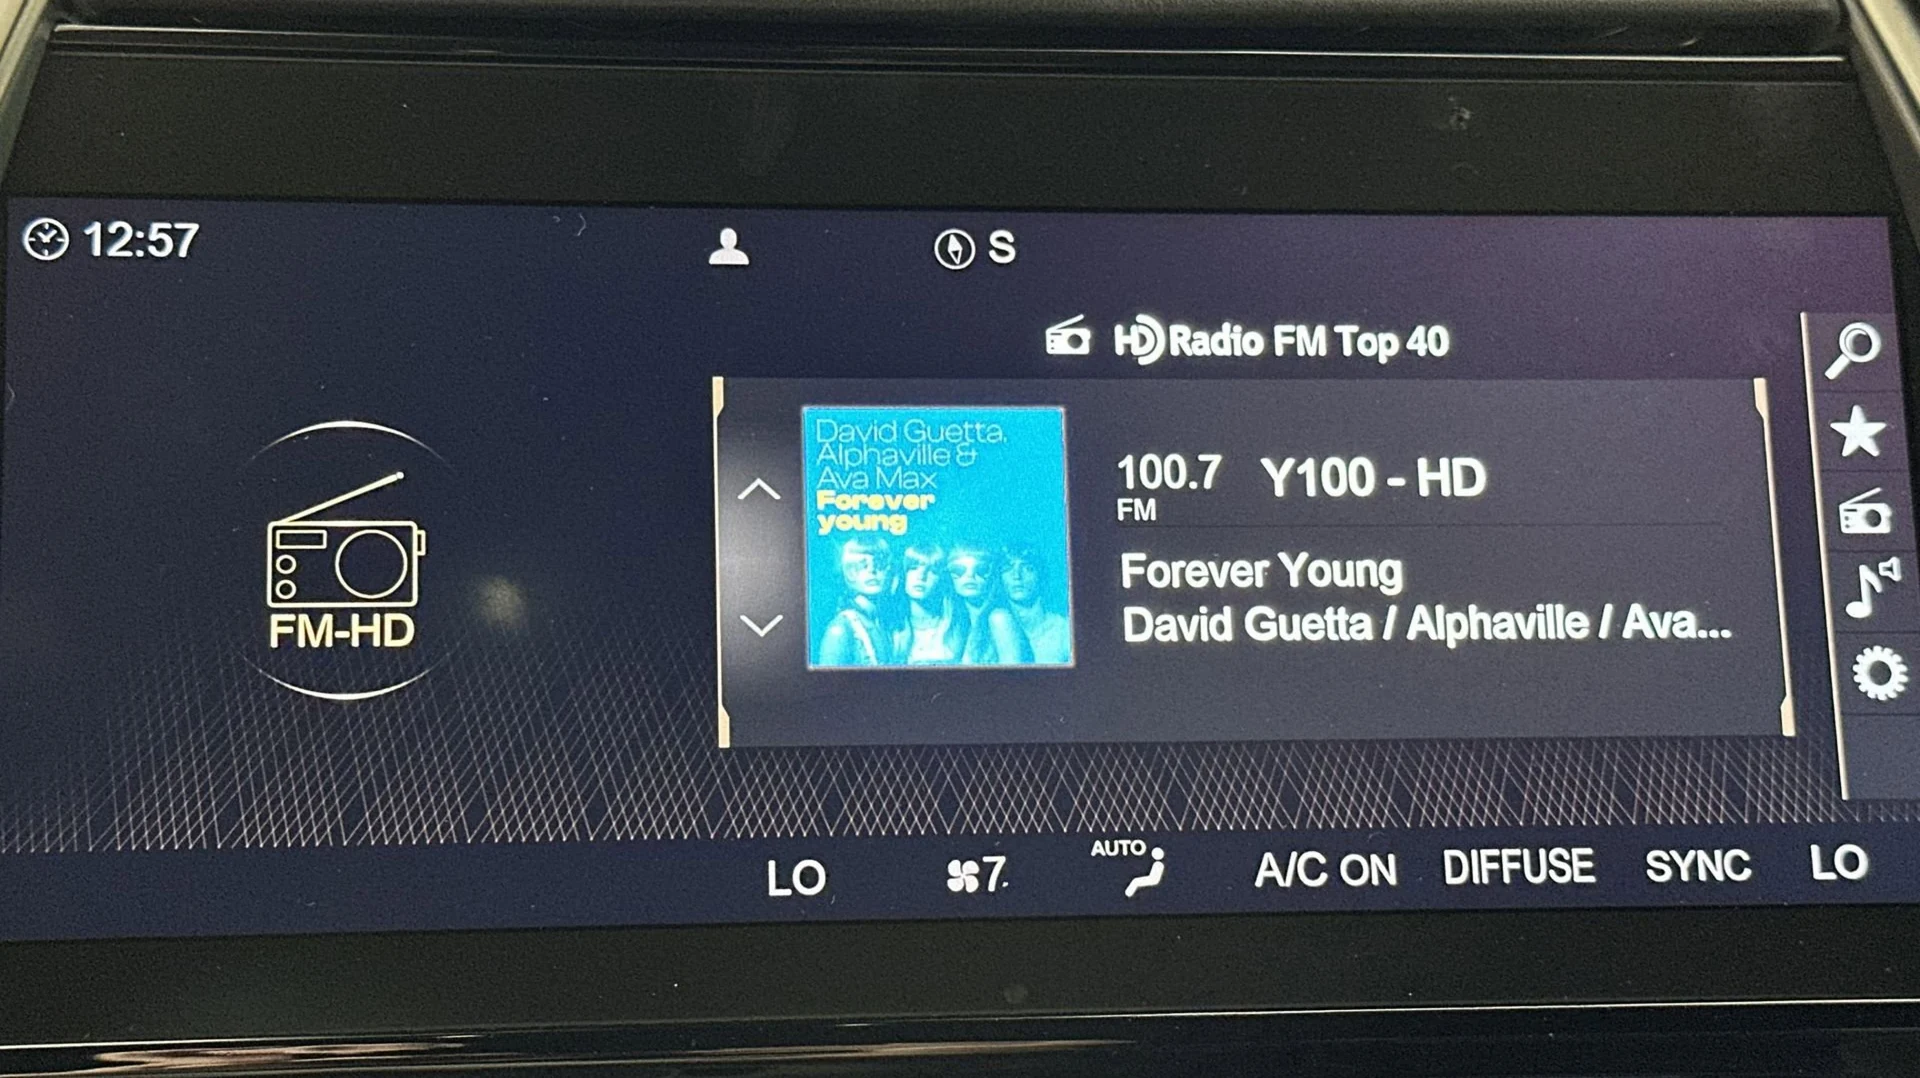 12:57
S
HD Radio FM Top 40
David Guetta,
Alphaville &
Ava Max
Forever
young
100.7 Y100 - HD
FM
Forever Young
David Guetta / Alphaville / Ava...
FM-HD
LO 7 AUTO A/C ON DIFFUSE SYNC LO